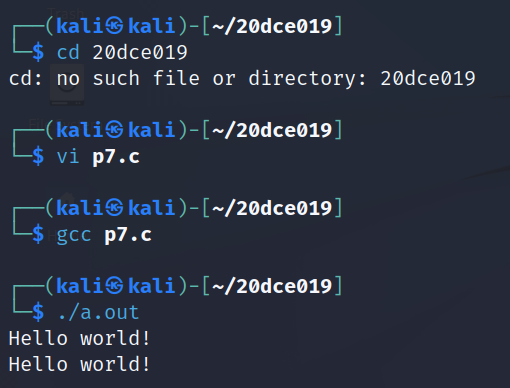 ┌──(kali㉿kali)-[~/20dce019]
└─$ cd 20dce019
cd: no such file or directory: 20dce019
┌──(kali㉿kali)-[~/20dce019]
└─$ vi p7.c
┌──(kali㉿kali)-[~/20dce019]
└─$ gcc p7.c
┌──(kali㉿kali)-[~/20dce019]
└─$ ./a.out
Hello world!
Hello world!